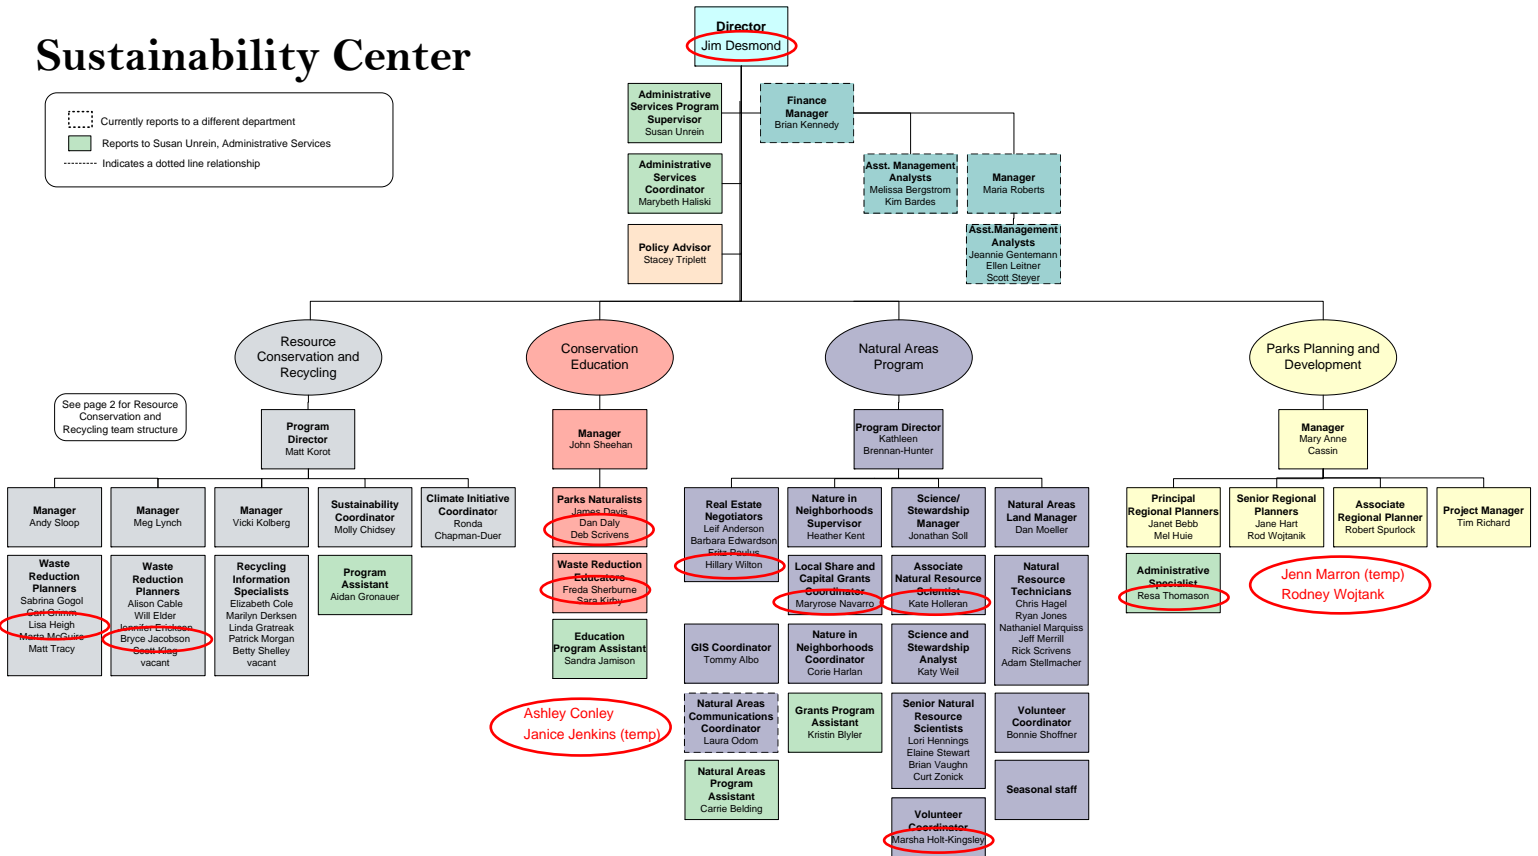 Sustainability Center
Currently reports to a different department
Reports to Susan Unrein, Administrative Services
Indicates a dotted line relationship
Director
Jim Desmond
Administrative
Services Program
Supervisor
Susan Unrein
Finance
Manager
Brian Kennedy
Administrative
Services
Coordinator
Marybeth Haliski
Asst. Management
Analysts
Melissa Bergstrom
Kim Bardes
Manager
Maria Roberts
Policy Advisor
Stacey Triplett
Asst.Management
Analysts
Jeannie Gentemann
Ellen Leitner
Scott Steyer
Resource
Conservation and
Recycling
Conservation
Education
Natural Areas
Program
Parks Planning and
Development
See page 2 for Resource
Conservation and
Recycling team structure
Program
Director
Matt Korot
Manager
Andy Sloop
Manager
Meg Lynch
Manager
Vicki Kolberg
Sustainability
Coordinator
Molly Chidsey
Climate Initiative
Coordinator
Ronda
Chapman-Duer
Waste
Reduction
Planners
Sabrina Gogol
Carl Grimm
Lisa Heigh
Marta McGuire
Matt Tracy
Waste
Reduction
Planners
Alison Cable
Will Elder
Jennifer Erickson
Bryce Jacobson
Scott Klag
vacant
Recycling
Information
Specialists
Elizabeth Cole
Marilyn Derksen
Linda Gratreak
Patrick Morgan
Betty Shelley
vacant
Program
Assistant
Aidan Gronauer
Manager
John Sheehan
Parks Naturalists
James Davis
Dan Daly
Deb Scrivens
Waste Reduction
Educators
Freda Sherburne
Sara Kirby
Education
Program Assistant
Sandra Jamison
Ashley Conley
Janice Jenkins (temp)
Program Director
Kathleen
Brennan-Hunter
Real Estate
Negotiators
Leif Anderson
Barbara Edwardson
Fritz Paulus
Hillary Wilton
Nature in
Neighborhoods
Supervisor
Heather Kent
Science/
Stewardship
Manager
Jonathan Soll
Natural Areas
Land Manager
Dan Moeller
Local Share and
Capital Grants
Coordinator
Maryrose Navarro
Associate
Natural Resource
Scientist
Kate Holleran
Natural
Resource
Technicians
Chris Hagel
Ryan Jones
Nathaniel Marquiss
Jeff Merrill
Rick Scrivens
Adam Stellmacher
GIS Coordinator
Tommy Albo
Nature in
Neighborhoods
Coordinator
Corie Harlan
Science and
Stewardship
Analyst
Katy Weil
Natural Areas
Communications
Coordinator
Laura Odom
Grants Program
Assistant
Kristin Blyler
Senior Natural
Resource
Scientists
Lori Hennings
Elaine Stewart
Brian Vaughn
Curt Zonick
Volunteer
Coordinator
Bonnie Shoffner
Natural Areas
Program
Assistant
Carrie Belding
Seasonal staff
Volunteer
Coordinator
Marsha Holt-Kingsley
Manager
Mary Anne
Cassin
Principal
Regional Planners
Janet Bebb
Mel Huie
Senior Regional
Planners
Jane Hart
Rod Wojtanik
Associate
Regional Planner
Robert Spurlock
Project Manager
Tim Richard
Administrative
Specialist
Resa Thomason
Jenn Marron (temp)
Rodney Wojtank